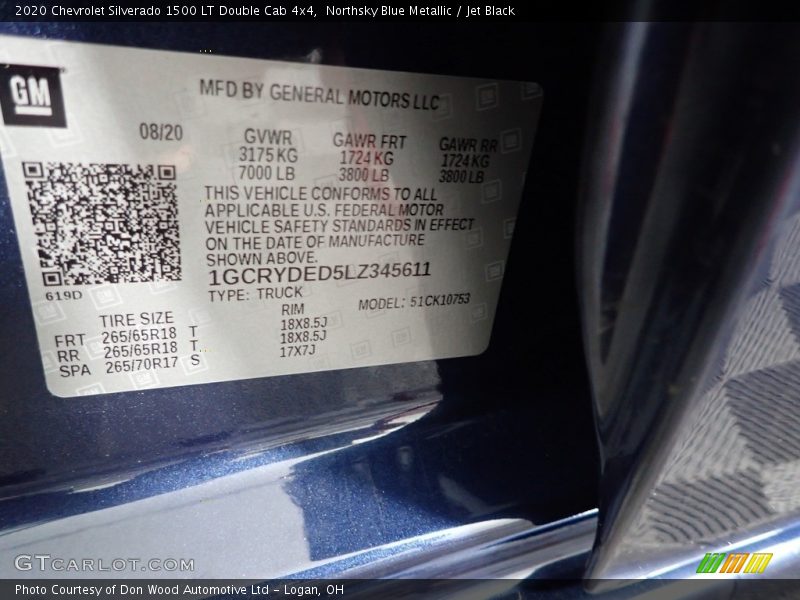 2020 Chevrolet Silverado 1500 LT Double Cab 4x4, Northsky Blue Metallic / Jet Black
GM
MFD BY GENERAL MOTORS LLC
08/20
GVWR
3175 KG
7000 LB
GAWR FRT
1724 KG
3800 LB
GAWR RR
1724 KG
3800 LB
THIS VEHICLE CONFORMS TO ALL
APPLICABLE U.S. FEDERAL MOTOR
VEHICLE SAFETY STANDARDS IN EFFECT
ON THE DATE OF MANUFACTURE
SHOWN ABOVE.
1GCRYDED5LZ345611
619D
TYPE: TRUCK
MODEL: 51CK10753
TIRE SIZE RIM
FRT 265/65R18 T 18X8.5J
RR 265/65R18 T 18X8.5J
SPA 265/70R17 S 17X7J
GTCARLOT.COM
Photo Courtesy of Don Wood Automotive Ltd - Logan, OH